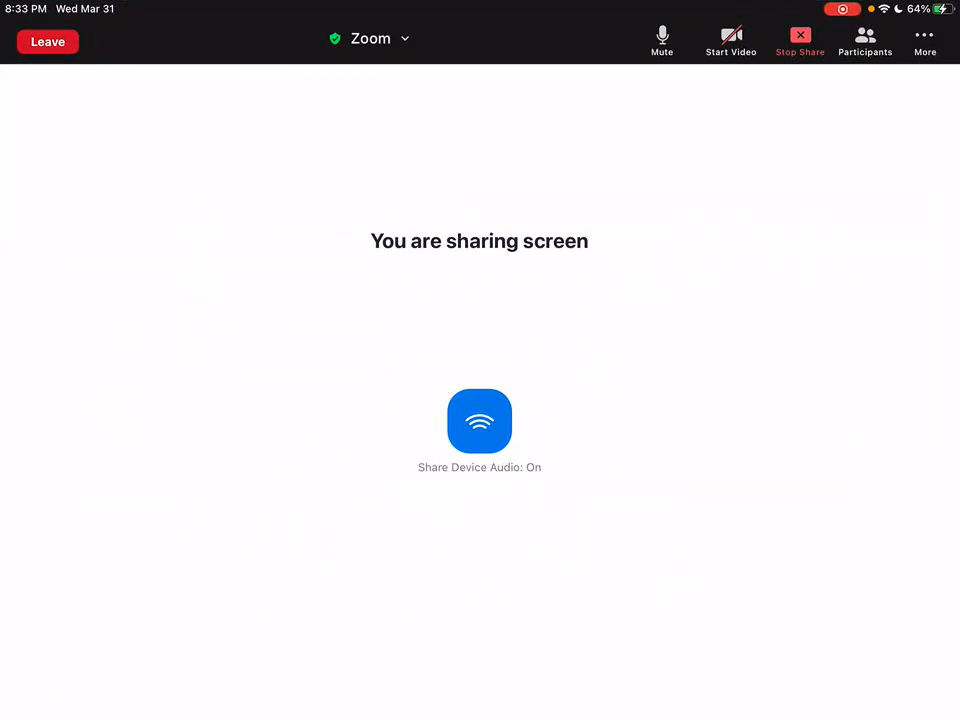 8:33 PM Wed Mar 31
64%
Leave
Zoom
Mute
Start Video
Stop Share
Participants
More
You are sharing screen
Share Device Audio: On